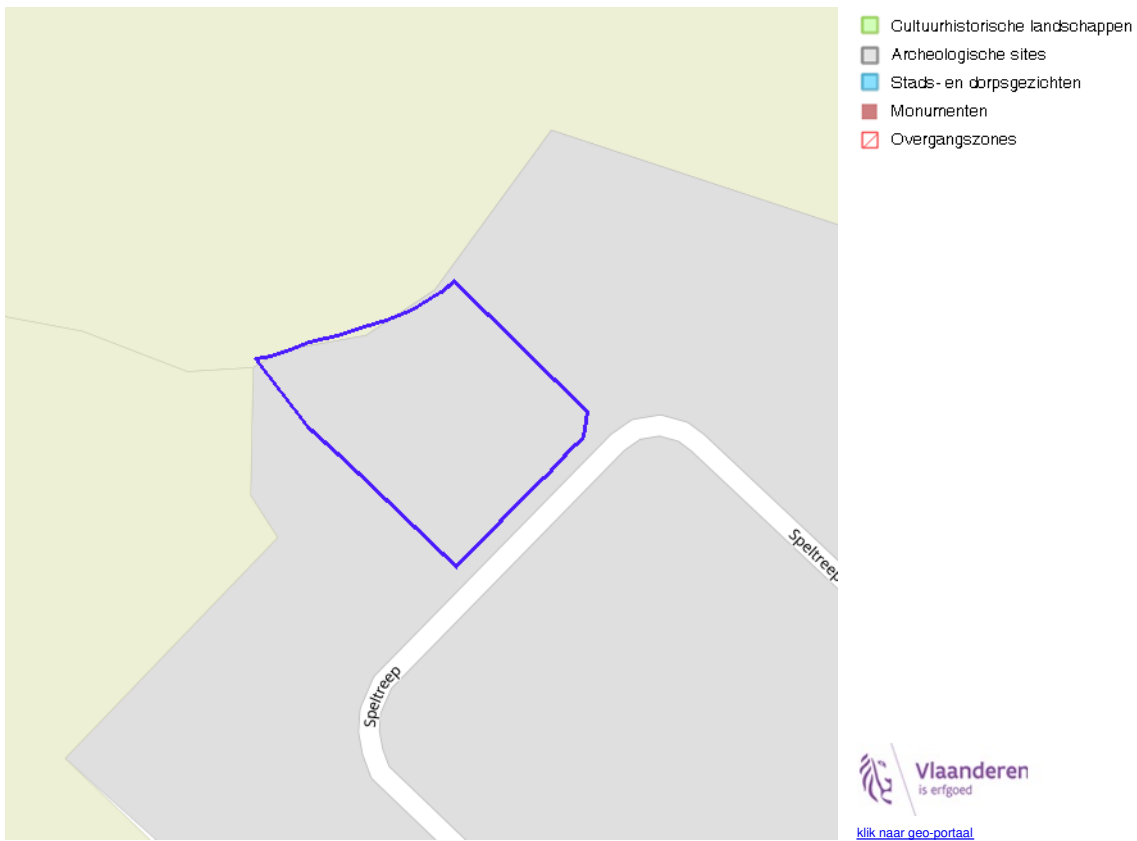 Cultuurhistorische landschappen
Archeologische sites
Stads- en dorpsgezichten
Monumenten
Overgangszones
Speltreep
Speltreep
Vlaanderen
is erfgoed
klik naar geo-portaal